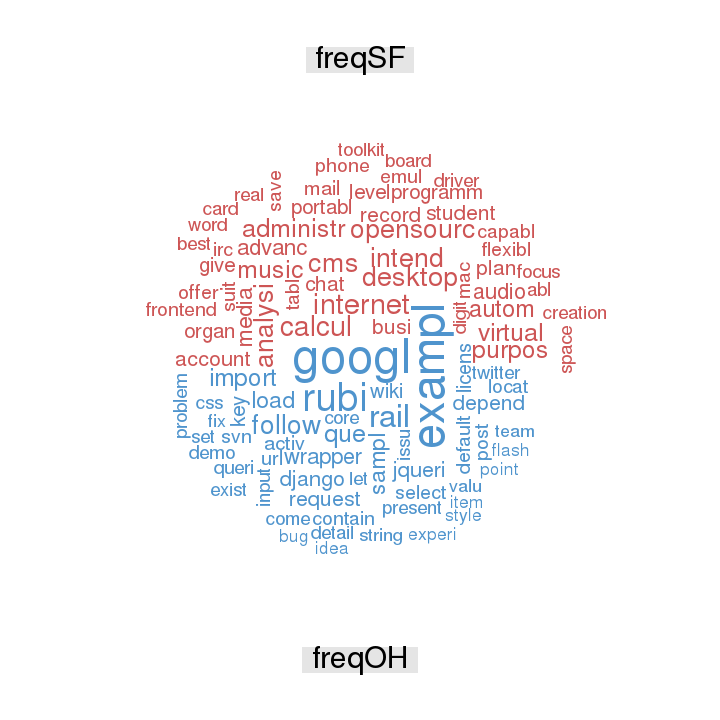 freqSF
toolkit
phone board
save emul driver
real mail levelprogramm
card portabl record student
word administr opensourc capabl
best irc advanc intend flexibl
give music cms desktop mac plan focus
offer suit media analysi tabl chat audio abl
frontend internet digit autom creation
organ calcul busi virtual
account purpos space
googl exampl
import rubi wiki licens twitter locat
problem css key load rail depend
fix follow core que default post team
set svn activ issu flash
demo url wrapper sampl jqueri point
queri django let valu
exist input request select item
present style
come contain
bug detail string experi
idea
freqOH